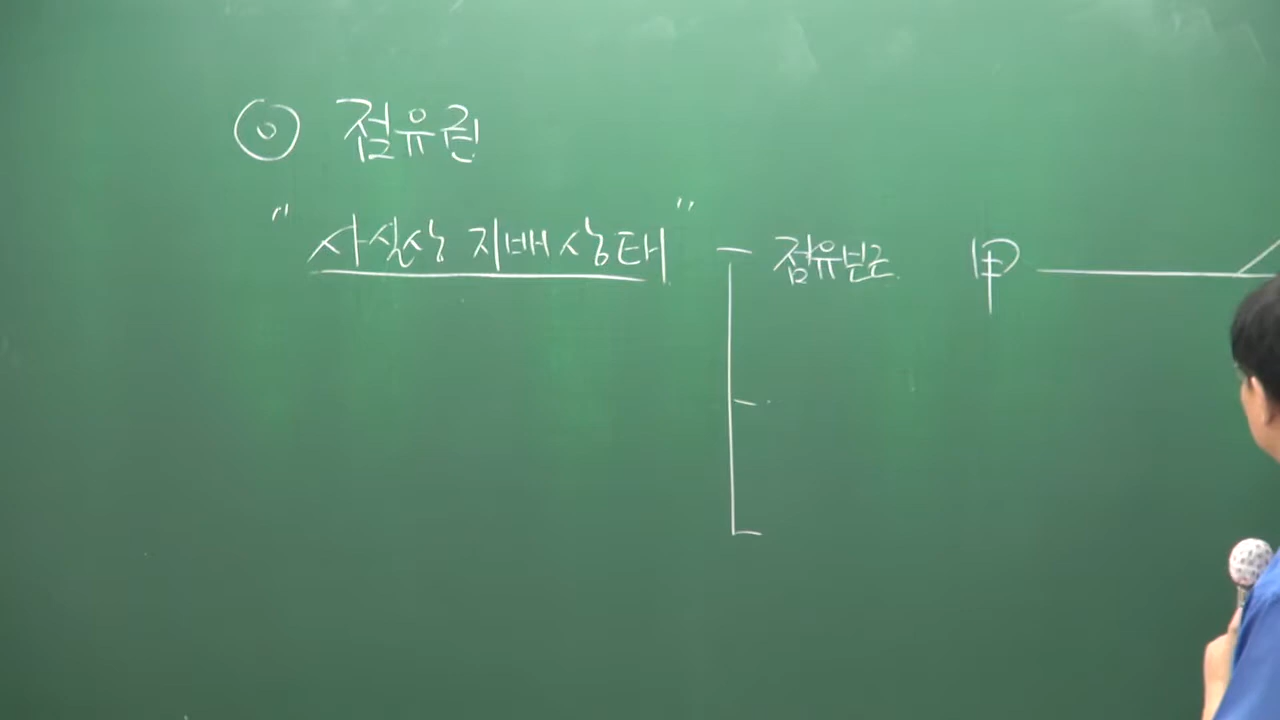 ◎ 점유권
" 사실상 지배상태 " 점유보조 甲